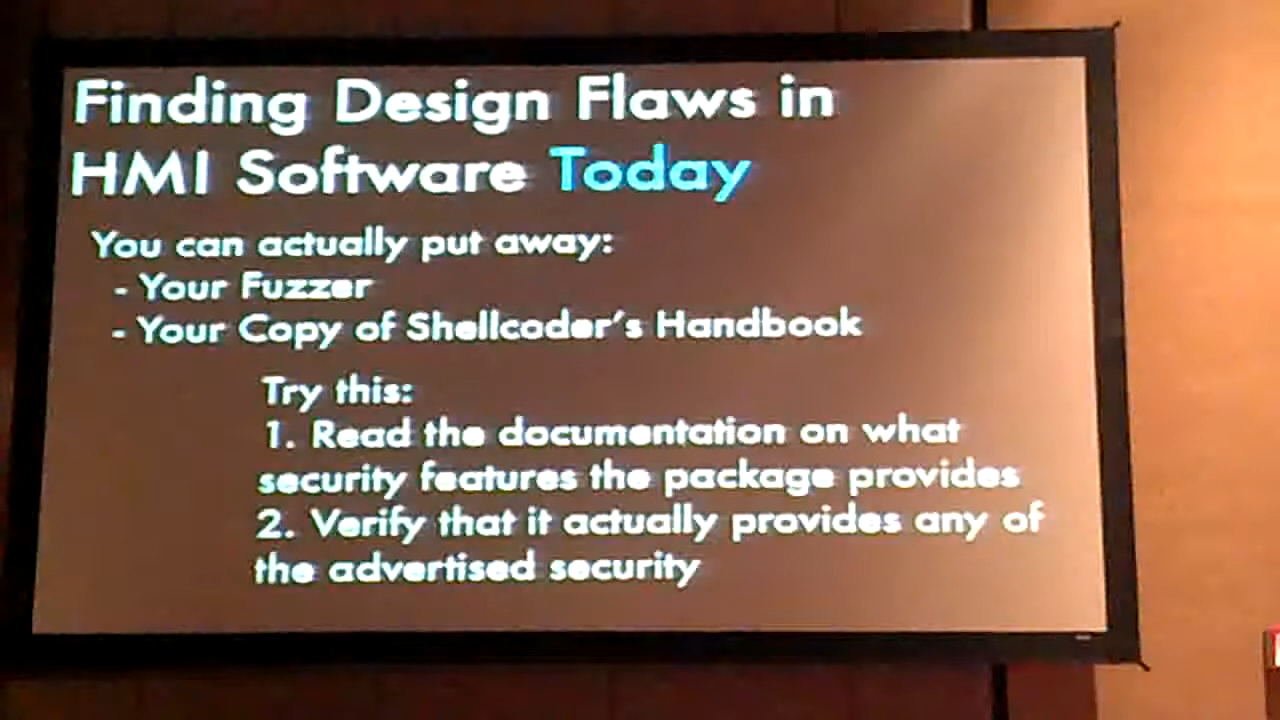 Finding Design Flaws in
HMI Software Today
You can actually put away:
- Your Fuzzer
- Your Copy of Shellcoder's Handbook
Try this:
1. Read the documentation on what
security features the package provides
2. Verify that it actually provides any of
the advertised security